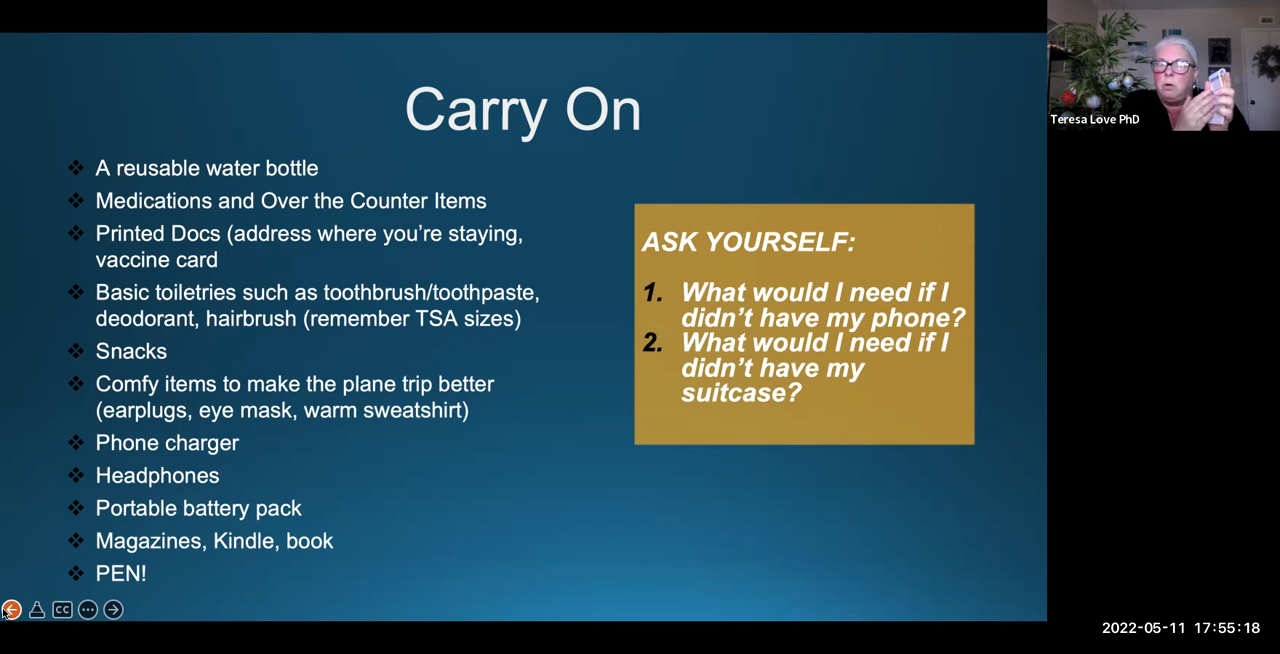 Carry On
A reusable water bottle
Medications and Over the Counter Items
Printed Docs (address where you're staying,
vaccine card
Basic toiletries such as toothbrush/toothpaste,
deodorant, hairbrush (remember TSA sizes)
Snacks
Comfy items to make the plane trip better
(earplugs, eye mask, warm sweatshirt)
Phone charger
Headphones
Portable battery pack
Magazines, Kindle, book
PEN!
ASK YOURSELF:
1. What would I need if I
didn't have my phone?
2. What would I need if I
didn't have my
suitcase?
Teresa Love PhD
CC
2022-05-11 17:55:18